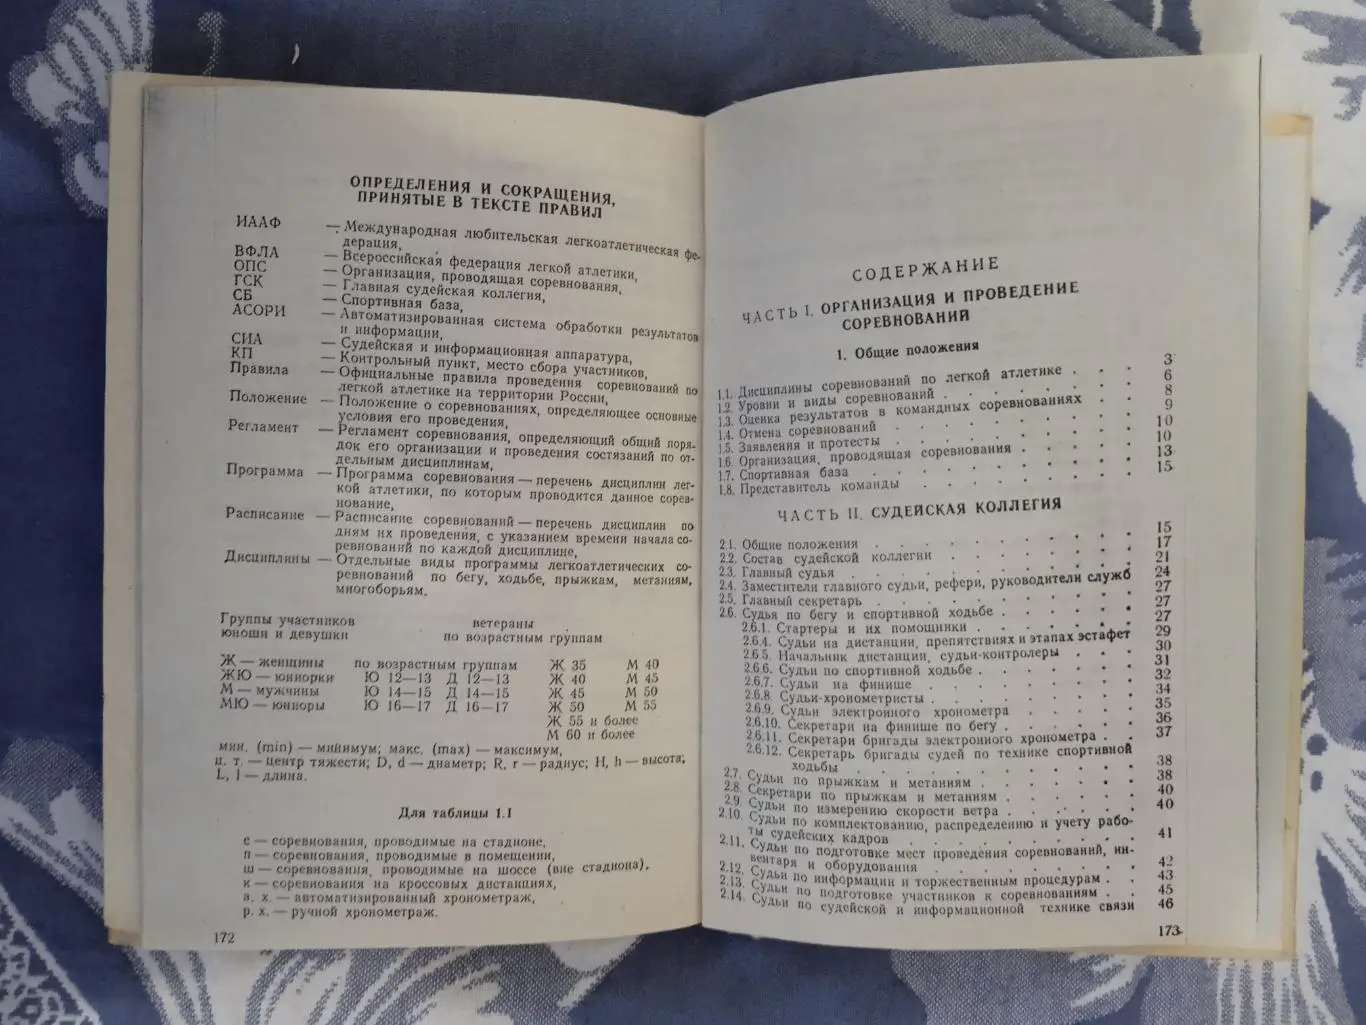 ОПРЕДЕЛЕНИЯ И СОКРАЩЕНИЯ,
ПРИНЯТЫЕ В ТЕКСТЕ ПРАВИЛ
ИААФ — Международная любительская легкоатлетическая фе-
дерация,
ВФЛА — Всероссийская федерация легкой атлетики,
ОПС — Организация, проводящая соревнования,
ГСК — Главная судейская коллегия,
СБ — Спортивная база,
АСОРИ — Автоматизированная система обработки результатов
и информации,
СИА — Судейская и информационная аппаратура,
КП — Контрольный пункт, место сбора участников,
Правила — Официальные правила проведения соревнований по
легкой атлетике на территории России,
Положение — Положение о соревнованиях, определяющее основные
условия его проведения,
Регламент — Регламент соревнования, определяющий общий поря-
док его организации и проведения состязаний по от-
дельным дисциплинам,
Программа — Программа соревнования — перечень дисциплин лег-
кой атлетики, по которым проводится данное сорев-
нование,
Расписание — Расписание соревнований — перечень дисциплин по
дням их проведения, с указанием времени начала со-
ревнований по каждой дисциплине,
Дисциплины — Отдельные виды программы легкоатлетических со-
ревнований по бегу, ходьбе, прыжкам, метаниям,
многоборьям.
Группы участников ветераны
юноши и девушки по возрастным группам
Ж — женщины по возрастным группам Ж 35 М 40
ЖЮ — юниорки Ю 12—13 Д 12—13 Ж 40 М 45
М — мужчины Ю 14—15 Д 14—15 Ж 45 М 50
МЮ — юниоры Ю 16—17 Д 16—17 Ж 50 М 55
Ж 55 и более
М 60 и более
мин. (min) — минимум; макс. (max) — максимум,
ц. т. — центр тяжести; D, d — диаметр; R, r — радиус; H, h — высота;
L, l — длина.
Для таблицы 1.1
с — соревнования, проводимые на стадионе,
п — соревнования, проводимые в помещении,
ш — соревнования, проводимые на шоссе (вне стадиона),
к — соревнования на кроссовых дистанциях,
а. х. — автоматизированный хронометраж,
р. х. — ручной хронометраж.
172
СОДЕРЖАНИЕ
ЧАСТЬ I. ОРГАНИЗАЦИЯ И ПРОВЕДЕНИЕ
СОРЕВНОВАНИЙ
1. Общие положения
1.1. Дисциплины соревнований по легкой атлетике . . . 3
1.2. Уровни и виды соревнований . . . . . . 6
1.3. Оценка результатов в командных соревнованиях . . 8
1.4. Отмена соревнований . . . . . . . 9
1.5. Заявления и протесты . . . . . . . 10
1.6. Организация, проводящая соревнования . . . . 10
1.7. Спортивная база . . . . . . . . 13
1.8. Представитель команды . . . . . . . 15
ЧАСТЬ II. СУДЕЙСКАЯ КОЛЛЕГИЯ
2.1. Общие положения . . . . . . . . 15
2.2. Состав судейской коллегии . . . . . . 17
2.3. Главный судья . . . . . . . . 21
2.4. Заместители главного судьи, рефери, руководители служб 24
2.5. Главный секретарь . . . . . . . . 27
2.6. Судья по бегу и спортивной ходьбе . . . . . 27
2.6.1. Стартеры и их помощники . . . . . 27
2.6.4. Судьи на дистанции, препятствиях и этапах эстафет 29
2.6.5. Начальник дистанции, судьи-контролеры . . . 30
2.6.6. Судьи по спортивной ходьбе . . . . . 31
2.6.7. Судьи на финише . . . . . . . 32
2.6.8. Судьи-хронометристы . . . . . . 34
2.6.9. Судьи электронного хронометра . . . . 35
2.6.10. Секретари на финише по бегу . . . . 36
2.6.11. Секретари бригады электронного хронометра . . 37
2.6.12. Секретарь бригады судей по технике спортивной
ходьбы . . . . . . . . . 38
2.7. Судьи по прыжкам и метаниям . . . . . . 38
2.8. Секретари по прыжкам и метаниям . . . . . 40
2.9. Судьи по измерению скорости ветра . . . . . 40
2.10. Судьи по комплектованию, распределению и учету рабо-
ты судейских кадров . . . . . . . 41
2.11. Судьи по подготовке мест проведения соревнований, ин-
вентаря и оборудования . . . . . . 42
2.12. Судьи по информации и торжественным процедурам . . 43
2.13. Судьи по подготовке участников к соревнованиям . . 45
2.14. Судьи по судейской и информационной технике связи 46
173